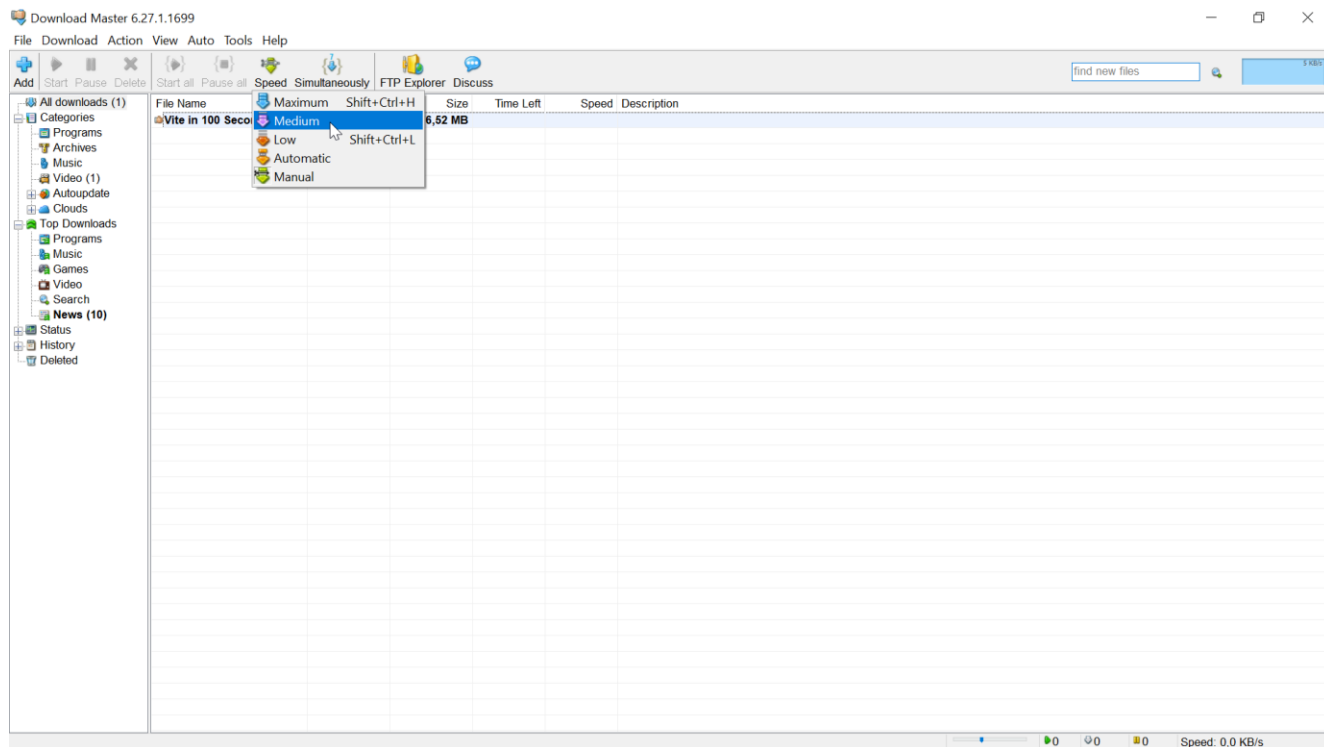 Download Master 6.27.1.1699
File Download Action View Auto Tools Help
Add Start Pause Delete Start all Pause all Speed Simultaneously FTP Explorer Discuss
find new files
All downloads (1)
Categories
Programs
Archives
Music
Video (1)
Autoupdate
Clouds
Top Downloads
Programs
Music
Games
Video
Search
News (10)
Status
History
Deleted
File Name Size Time Left Speed Description
Vite in 100 Seco 6,52 MB
Maximum Shift+Ctrl+H
Medium
Low Shift+Ctrl+L
Automatic
Manual
0 0 0 Speed: 0,0 KB/s